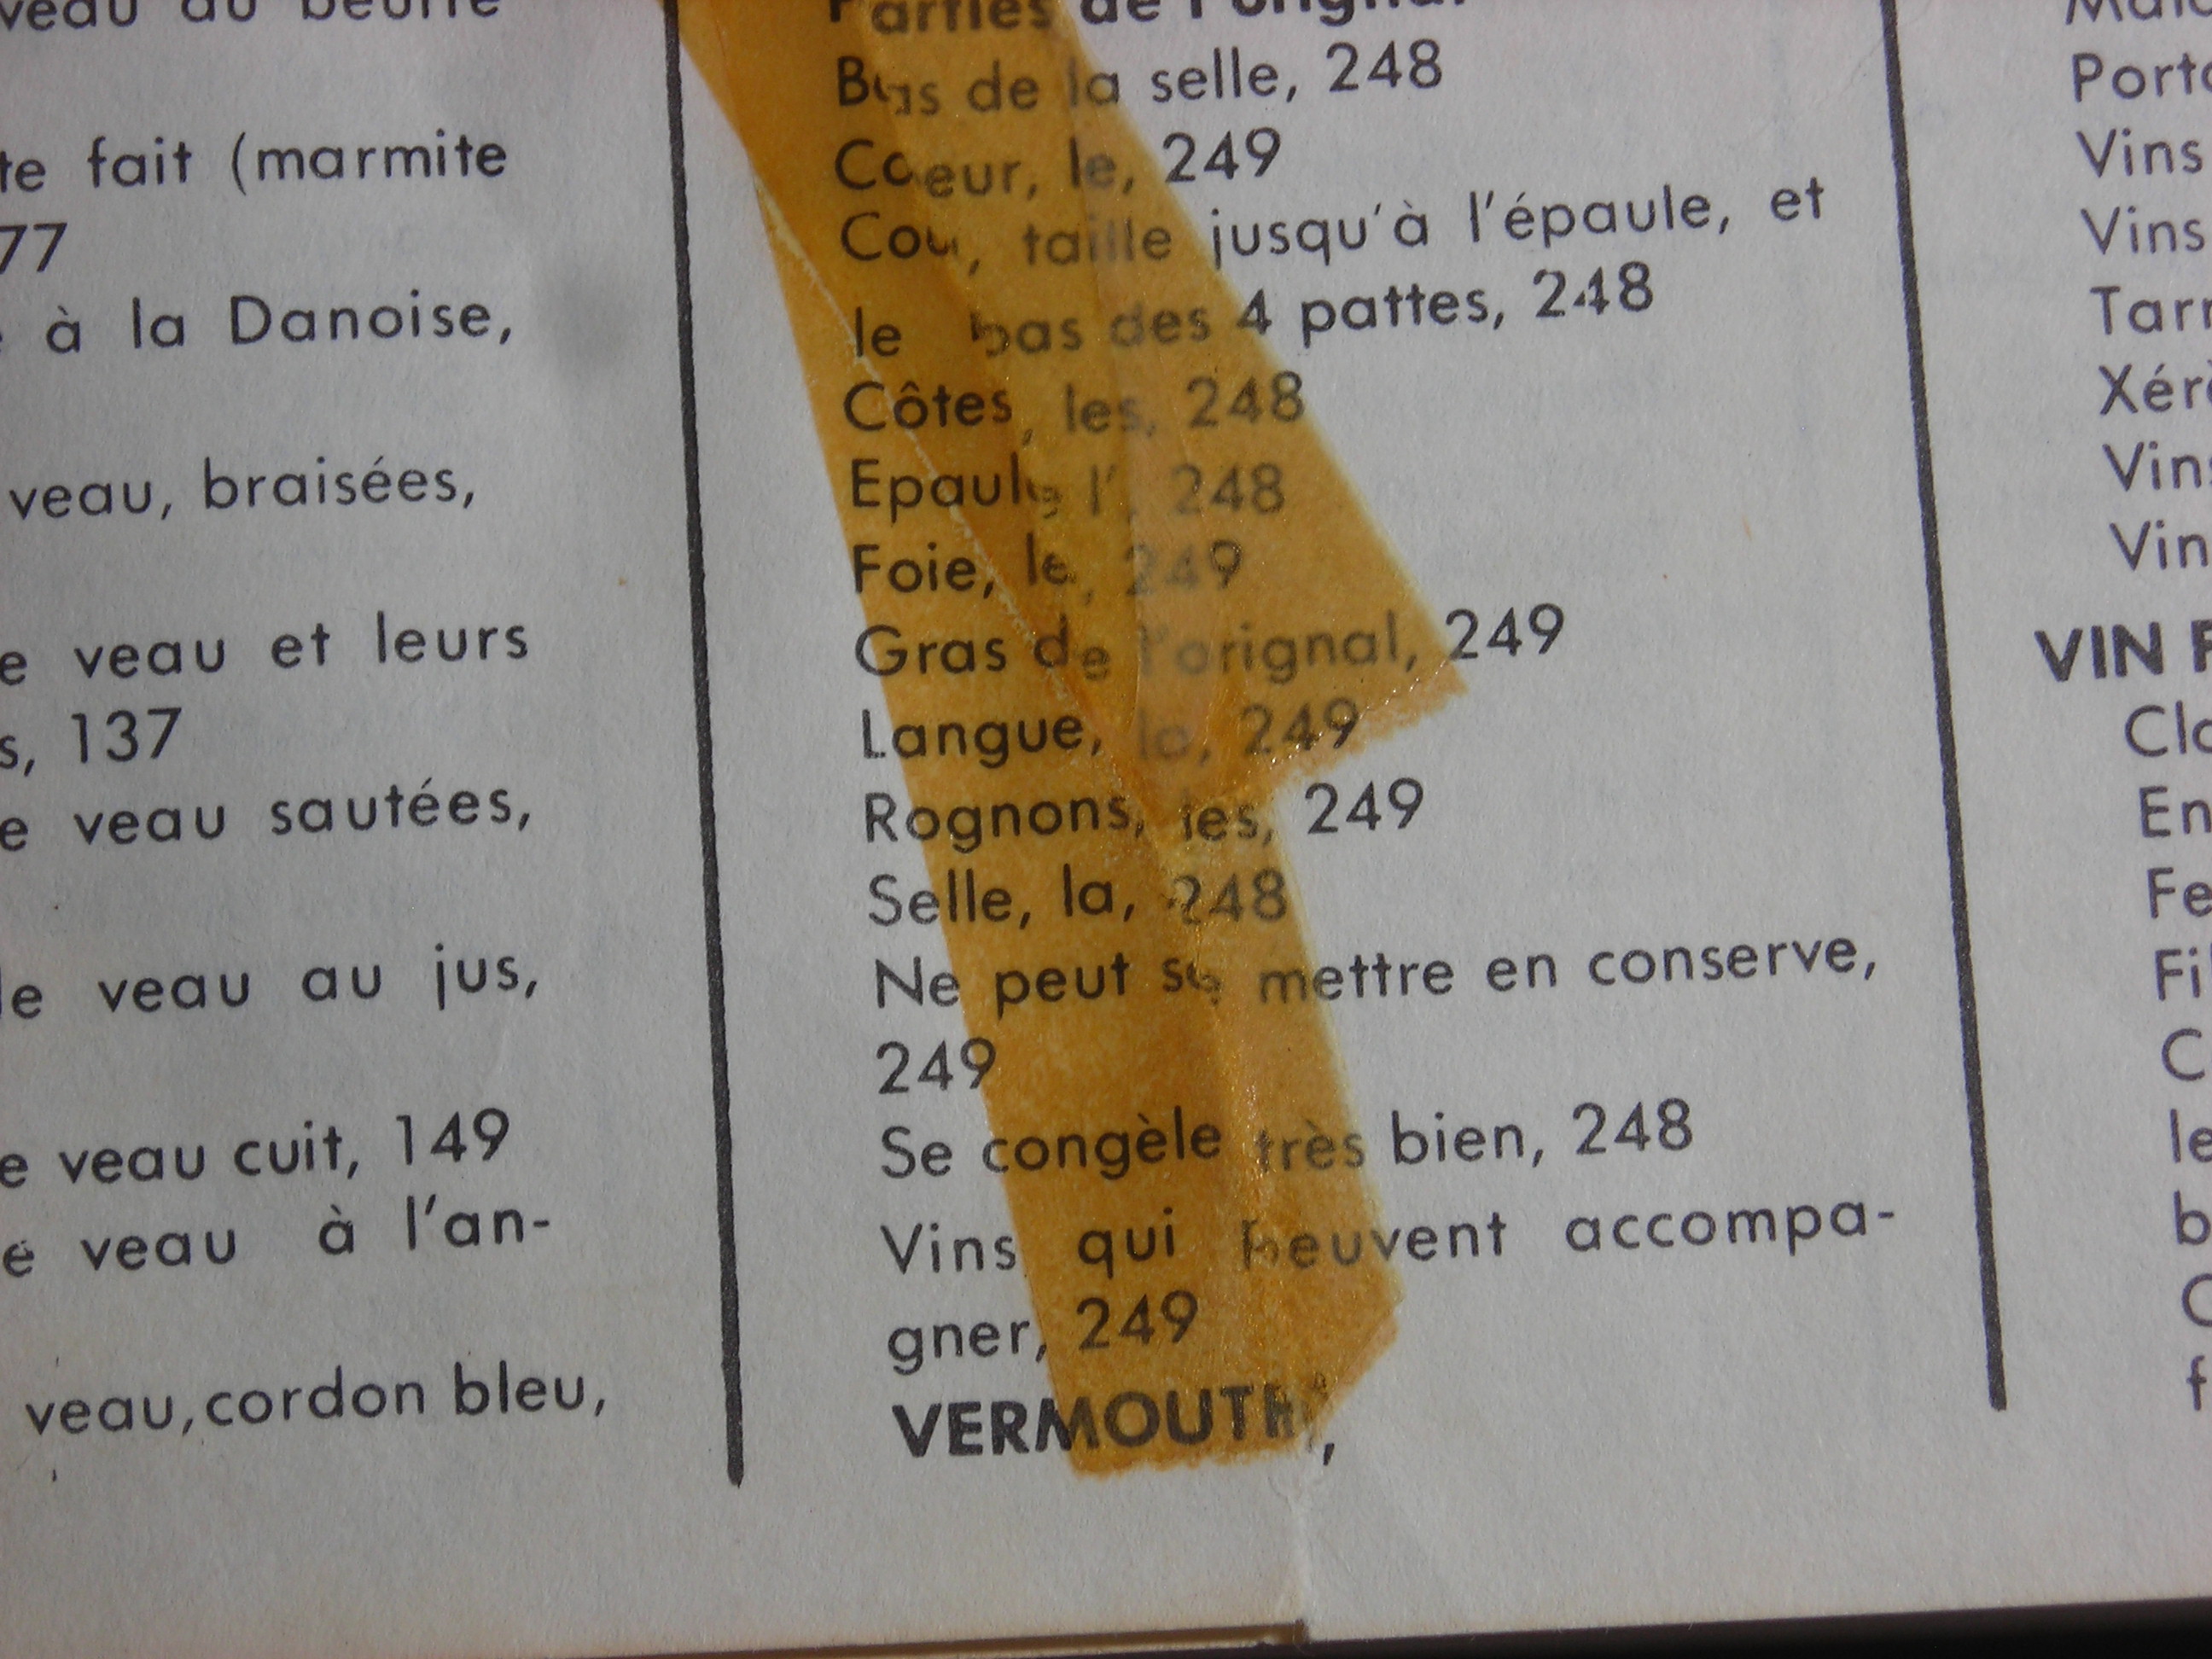 veau au beurre
te fait (marmite
77
à la Danoise,
veau, braisées,
e veau et leurs
s, 137
e veau sautées,
le veau au jus,
e veau cuit, 149
e veau à l'an-
veau, cordon bleu,
Parties de l'orignal
Bas de la selle, 248
Coeur, le, 249
Cou, taille jusqu'à l'épaule, et
le bas des 4 pattes, 248
Côtes, les, 248
Epaule, l', 248
Foie, le, 249
Gras de l'orignal, 249
Langue, la, 249
Rognons, les, 249
Selle, la, 248
Ne peut se mettre en conserve,
249
Se congèle très bien, 248
Vins qui peuvent accompa-
gner, 249
VERMOUTH,
Vins
Vins
Vin
Vin
VIN
En
Fe
Fi
C
le
b
f